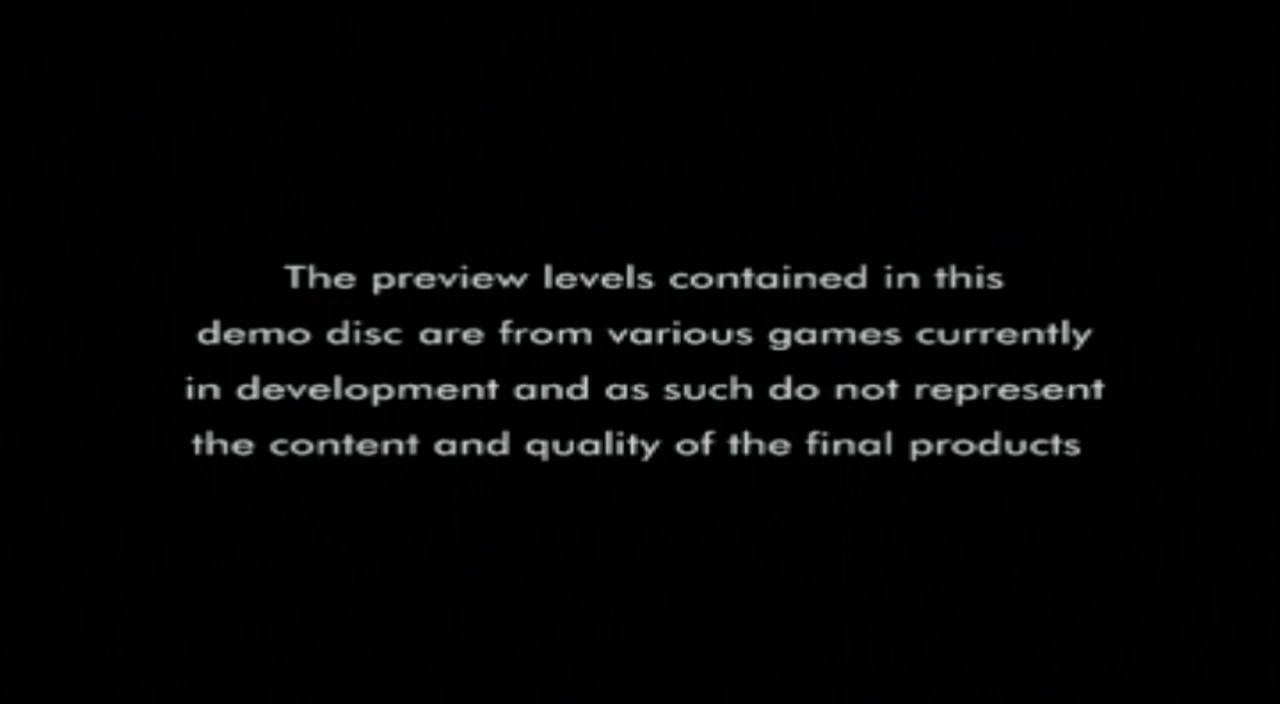 The preview levels contained in this
demo disc are from various games currently
in development and as such do not represent
the content and quality of the final products